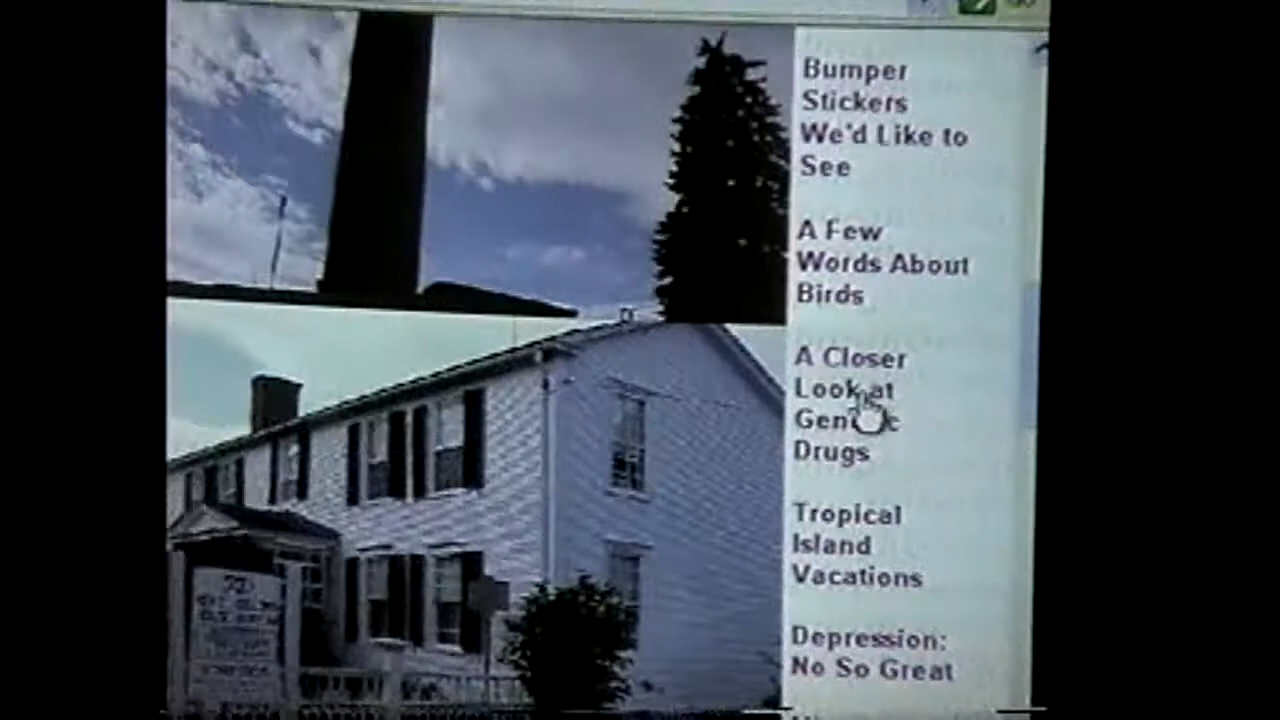 Bumper
Stickers
We'd Like to
See
A Few
Words About
Birds
A Closer
Look at
Drugs
Tropical
Island
Vacations
Depression:
No So Great